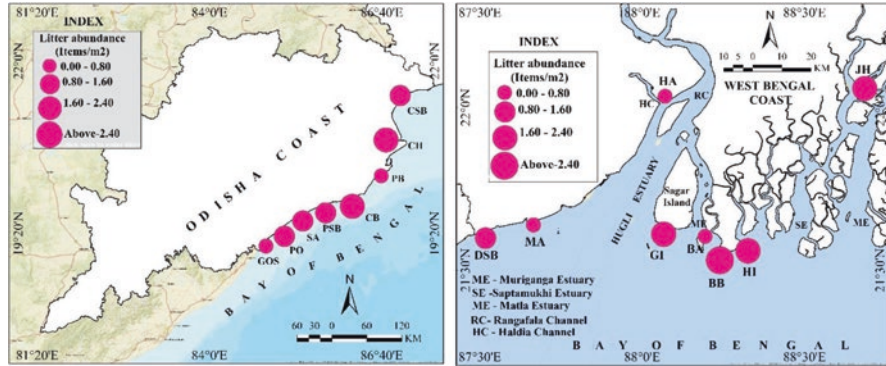 81°20'E 84°0'E 86°40'E
INDEX
Litter abundance
(Items/m2)
0.00 - 0.80
0.80 - 1.60
1.60 - 2.40
Above-2.40
N
22°0'N
19°20'N
22°0'N
19°20'N
ODISHA COAST
BAY OF BENGAL
CSB
CH
PB
CB
PSB
SA
PO
GOS
60 30 0 60 120
KM
81°20'E 84°0'E 86°40'E
87°30'E 88°0'E 88°30'E
INDEX
Litter abundance
(Items/m2)
0.00 - 0.80
0.80 - 1.60
1.60 - 2.40
Above-2.40
N
10 5 0 10 20
KM
WEST BENGAL
COAST
22°0'N
21°30'N
22°0'N
21°30'N
HA
HC
RC
JH
HUGLI ESTUARY
Sagar
Island
ME
SE
ME
DSB
MA
GI
BA
BB
HI
ME - Muriganga Estuary
SE -Saptamukhi Estuary
ME - Matla Estuary
RC- Rangafala Channel
HC - Haldia Channel
BAY OF BENGAL
87°30'E 88°0'E 88°30'E